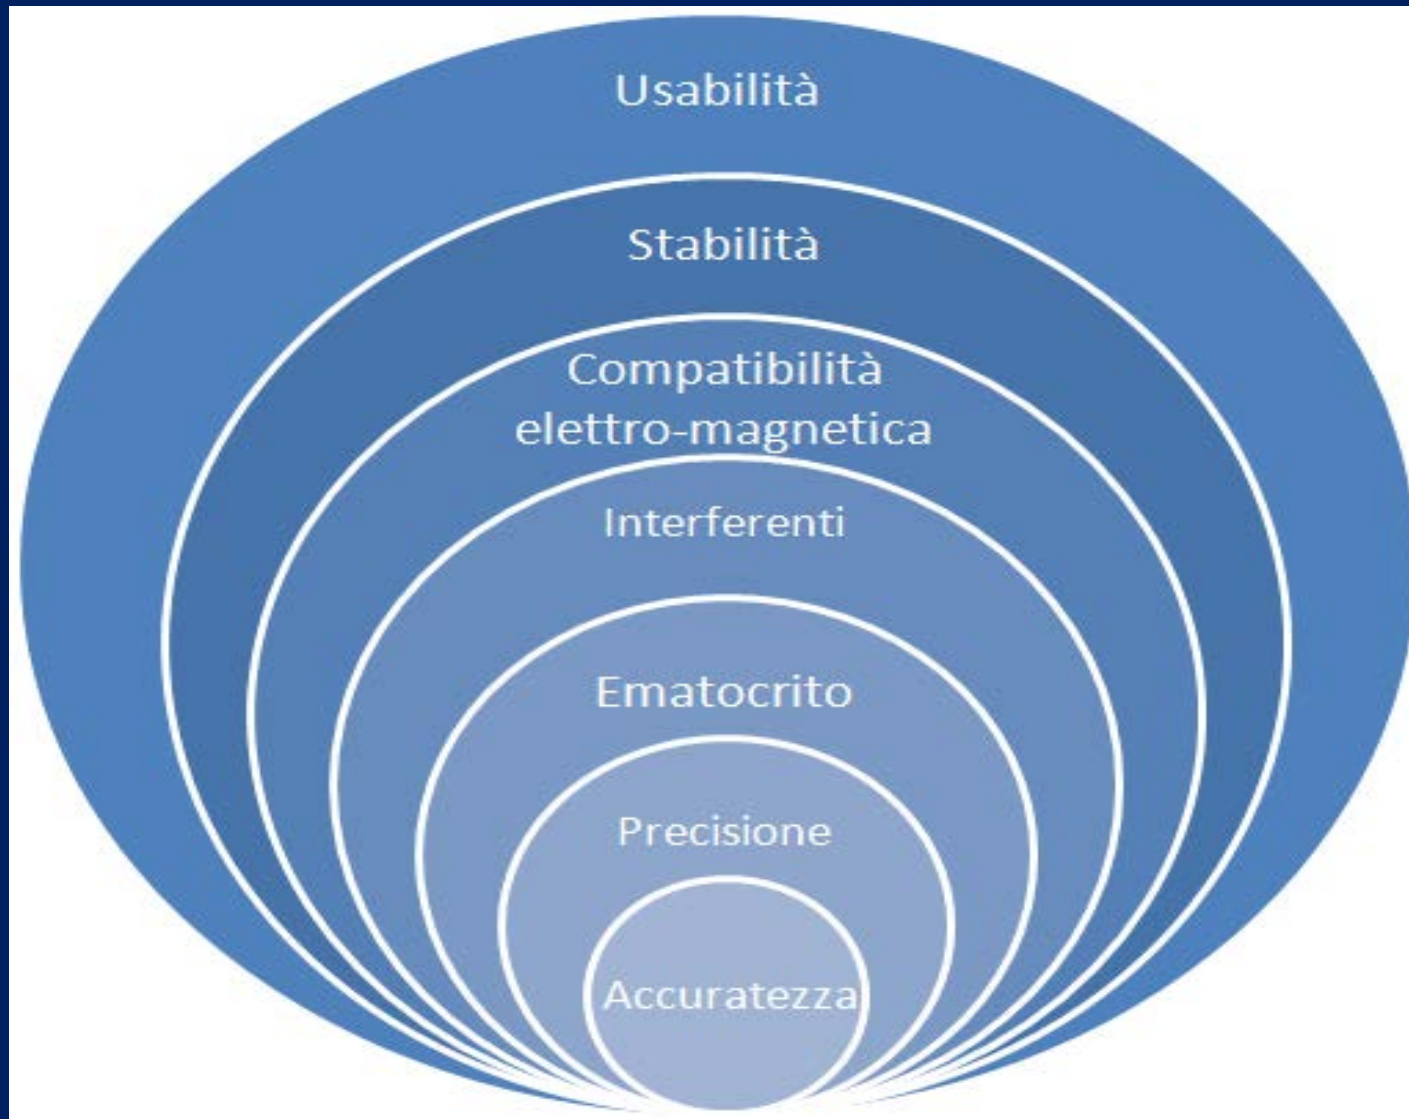 Usabilità
Stabilità
Compatibilità
elettro-magnetica
Interferenti
Ematocrito
Precisione
Accuratezza